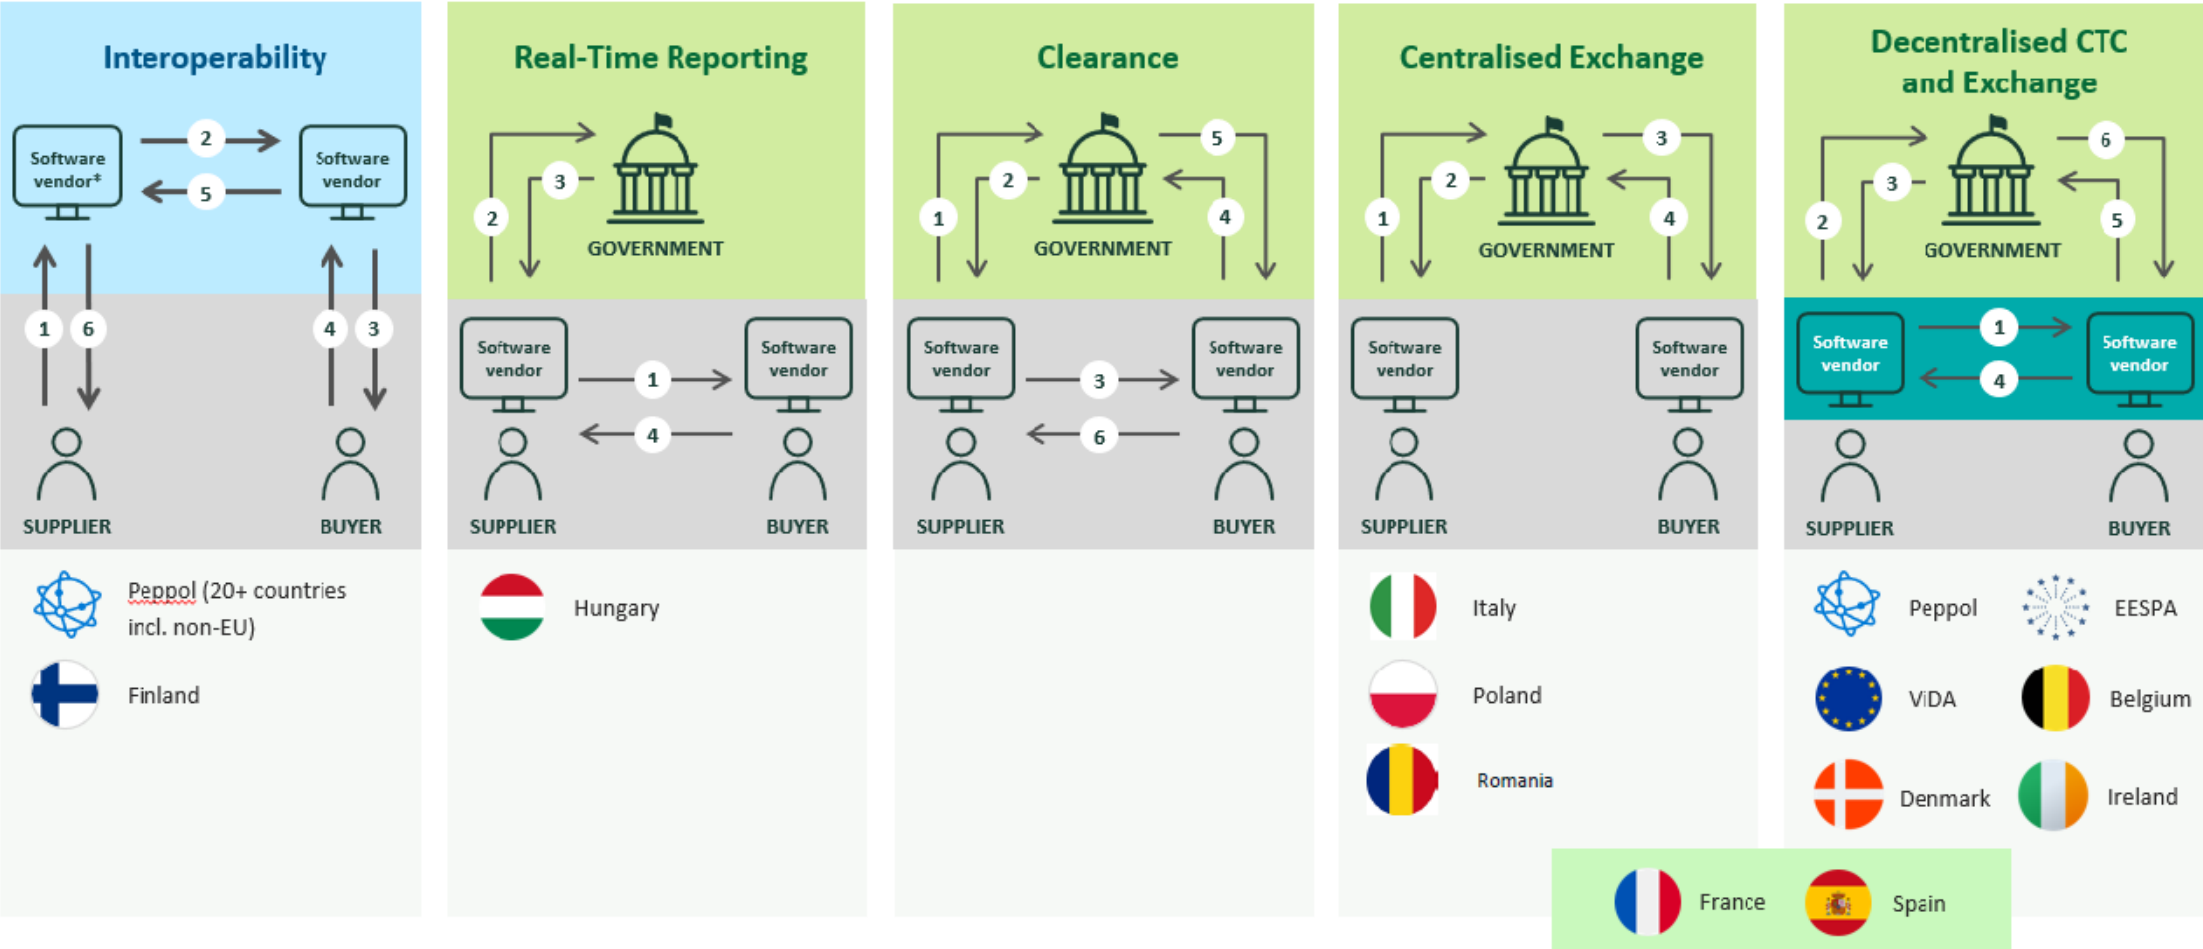 Interoperability
2
Software
vendor*
Software
vendor
5
1
6
4
3
SUPPLIER
BUYER
Peppol (20+ countries
incl. non-EU)
Finland
Real-Time Reporting
3
2
GOVERNMENT
Software
vendor
Software
vendor
1
4
SUPPLIER
BUYER
Hungary
Clearance
5
2
1
4
GOVERNMENT
Software
vendor
Software
vendor
3
6
SUPPLIER
BUYER
Centralised Exchange
3
2
1
4
GOVERNMENT
Software
vendor
Software
vendor
SUPPLIER
BUYER
Italy
Poland
Romania
Decentralised CTC
and Exchange
6
3
2
5
GOVERNMENT
Software
vendor
Software
vendor
1
4
SUPPLIER
BUYER
Peppol
EESPA
ViDA
Belgium
Denmark
Ireland
France
Spain